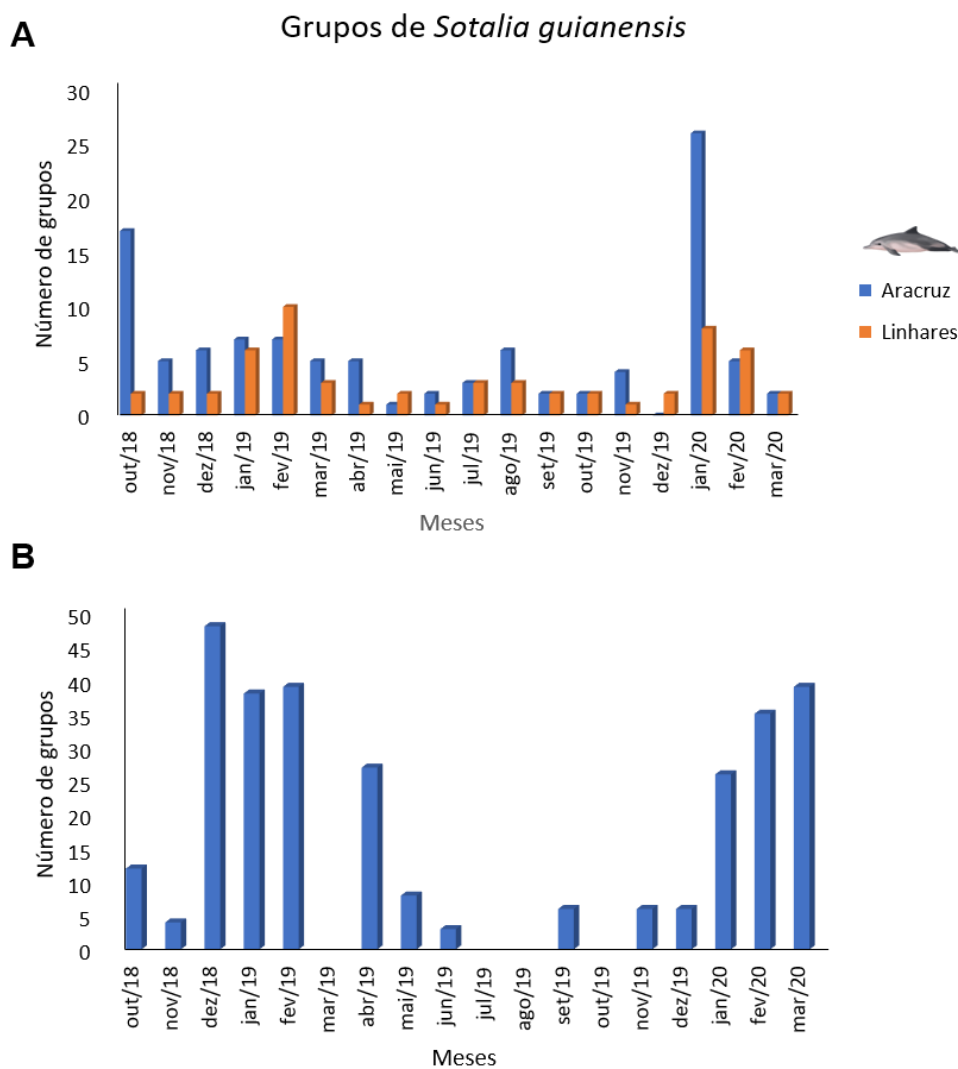 Grupos de Sotalia guianensis
A
Número de grupos
30
25
20
15
10
5
0
out/18
nov/18
dez/18
jan/19
fev/19
mar/19
abr/19
mai/19
jun/19
jul/19
ago/19
set/19
out/19
nov/19
dez/19
jan/20
fev/20
mar/20
Meses
Aracruz
Linhares
B
Número de grupos
50
45
40
35
30
25
20
15
10
5
0
out/18
nov/18
dez/18
jan/19
fev/19
mar/19
abr/19
mai/19
jun/19
jul/19
ago/19
set/19
out/19
nov/19
dez/19
jan/20
fev/20
mar/20
Meses